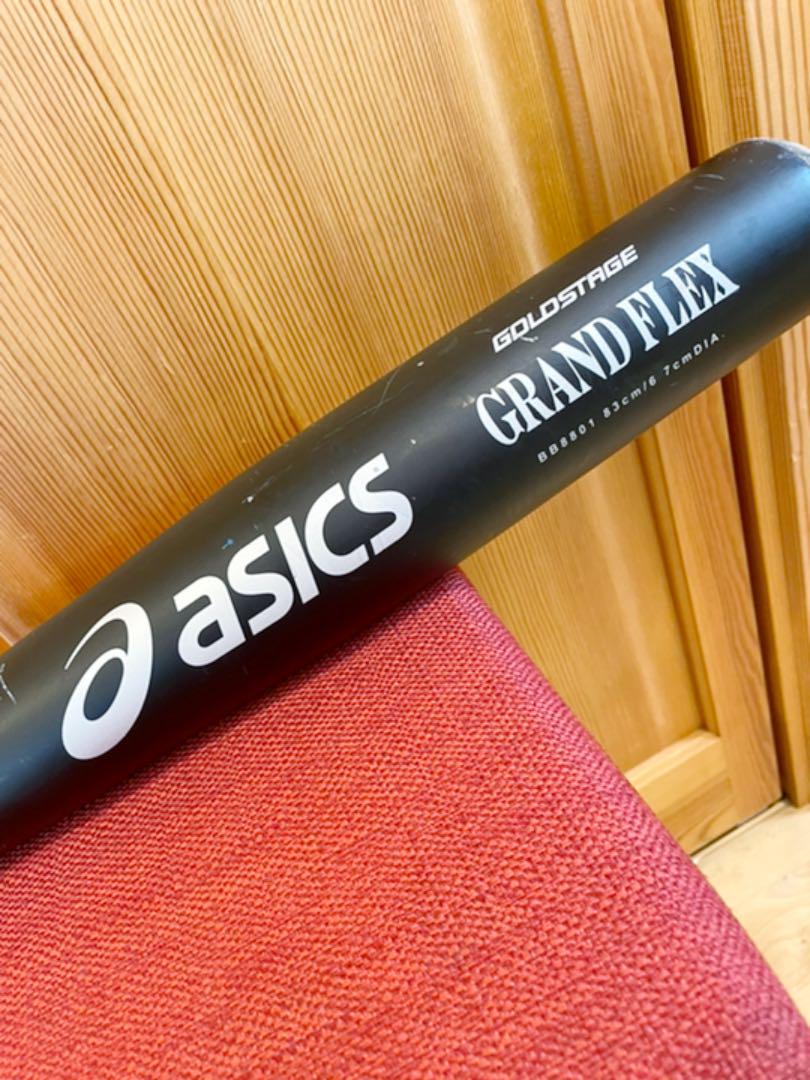 GOLDSTAGE
GRAND FLEX
BB8801 83cm/6.7cmDIA.
asics